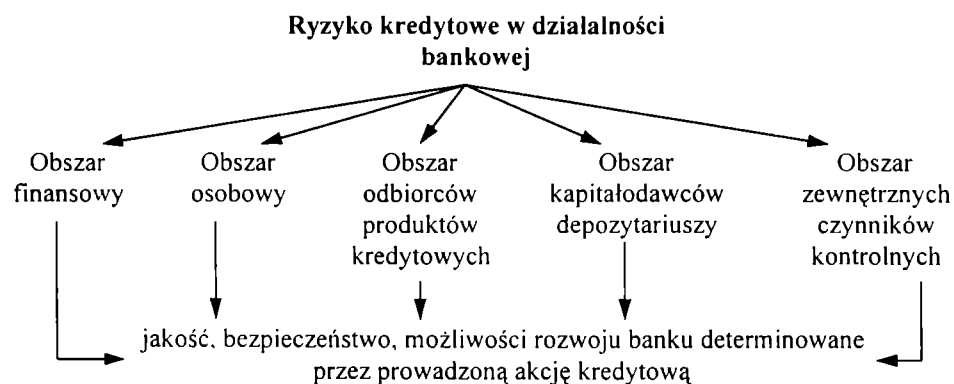 Ryzyko kredytowe w działalności
bankowej
Obszar
finansowy
Obszar
osobowy
Obszar
odbiorców
produktów
kredytowych
Obszar
kapitałodawców
depozytariuszy
Obszar
zewnętrznych
czynników
kontrolnych
jakość, bezpieczeństwo, możliwości rozwoju banku determinowane
przez prowadzoną akcję kredytową